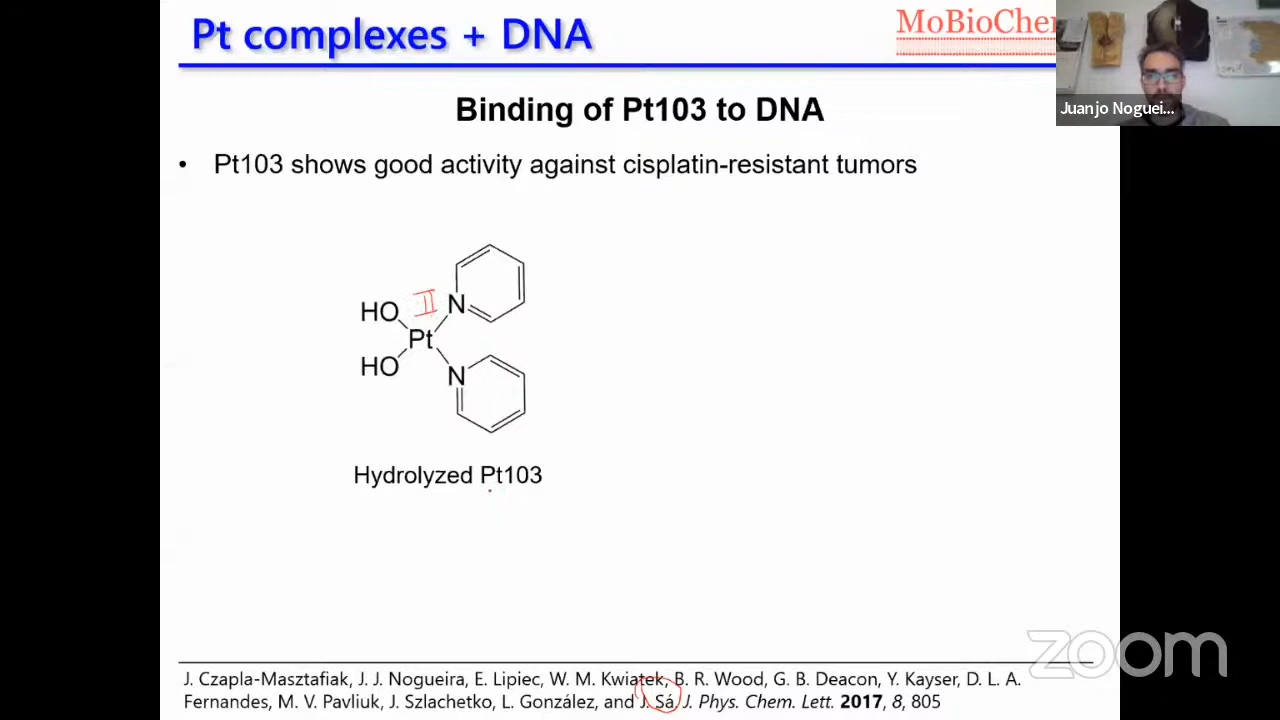 Pt complexes + DNA
MoBioChem
Juanjo Noguei...
Binding of Pt103 to DNA
• Pt103 shows good activity against cisplatin-resistant tumors
HO
II
N
Pt
HO
N
Hydrolyzed Pt103
zoom
J. Czapla-Masztafiak, J. J. Nogueira, E. Lipiec, W. M. Kwiatek, B. R. Wood, G. B. Deacon, Y. Kayser, D. L. A.
Fernandes, M. V. Pavliuk, J. Szlachetko, L. González, and J. Sá, J. Phys. Chem. Lett. 2017, 8, 805